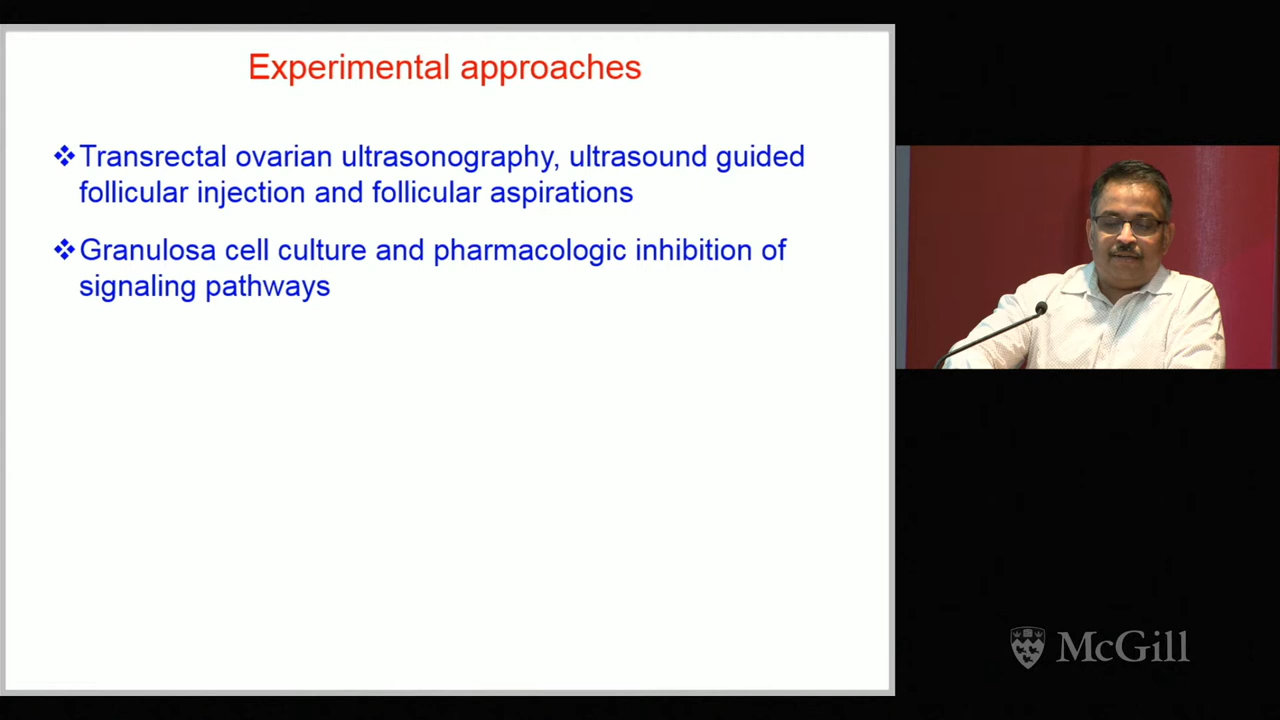 Experimental approaches
❖Transrectal ovarian ultrasonography, ultrasound guided
follicular injection and follicular aspirations
❖Granulosa cell culture and pharmacologic inhibition of
signaling pathways
McGill